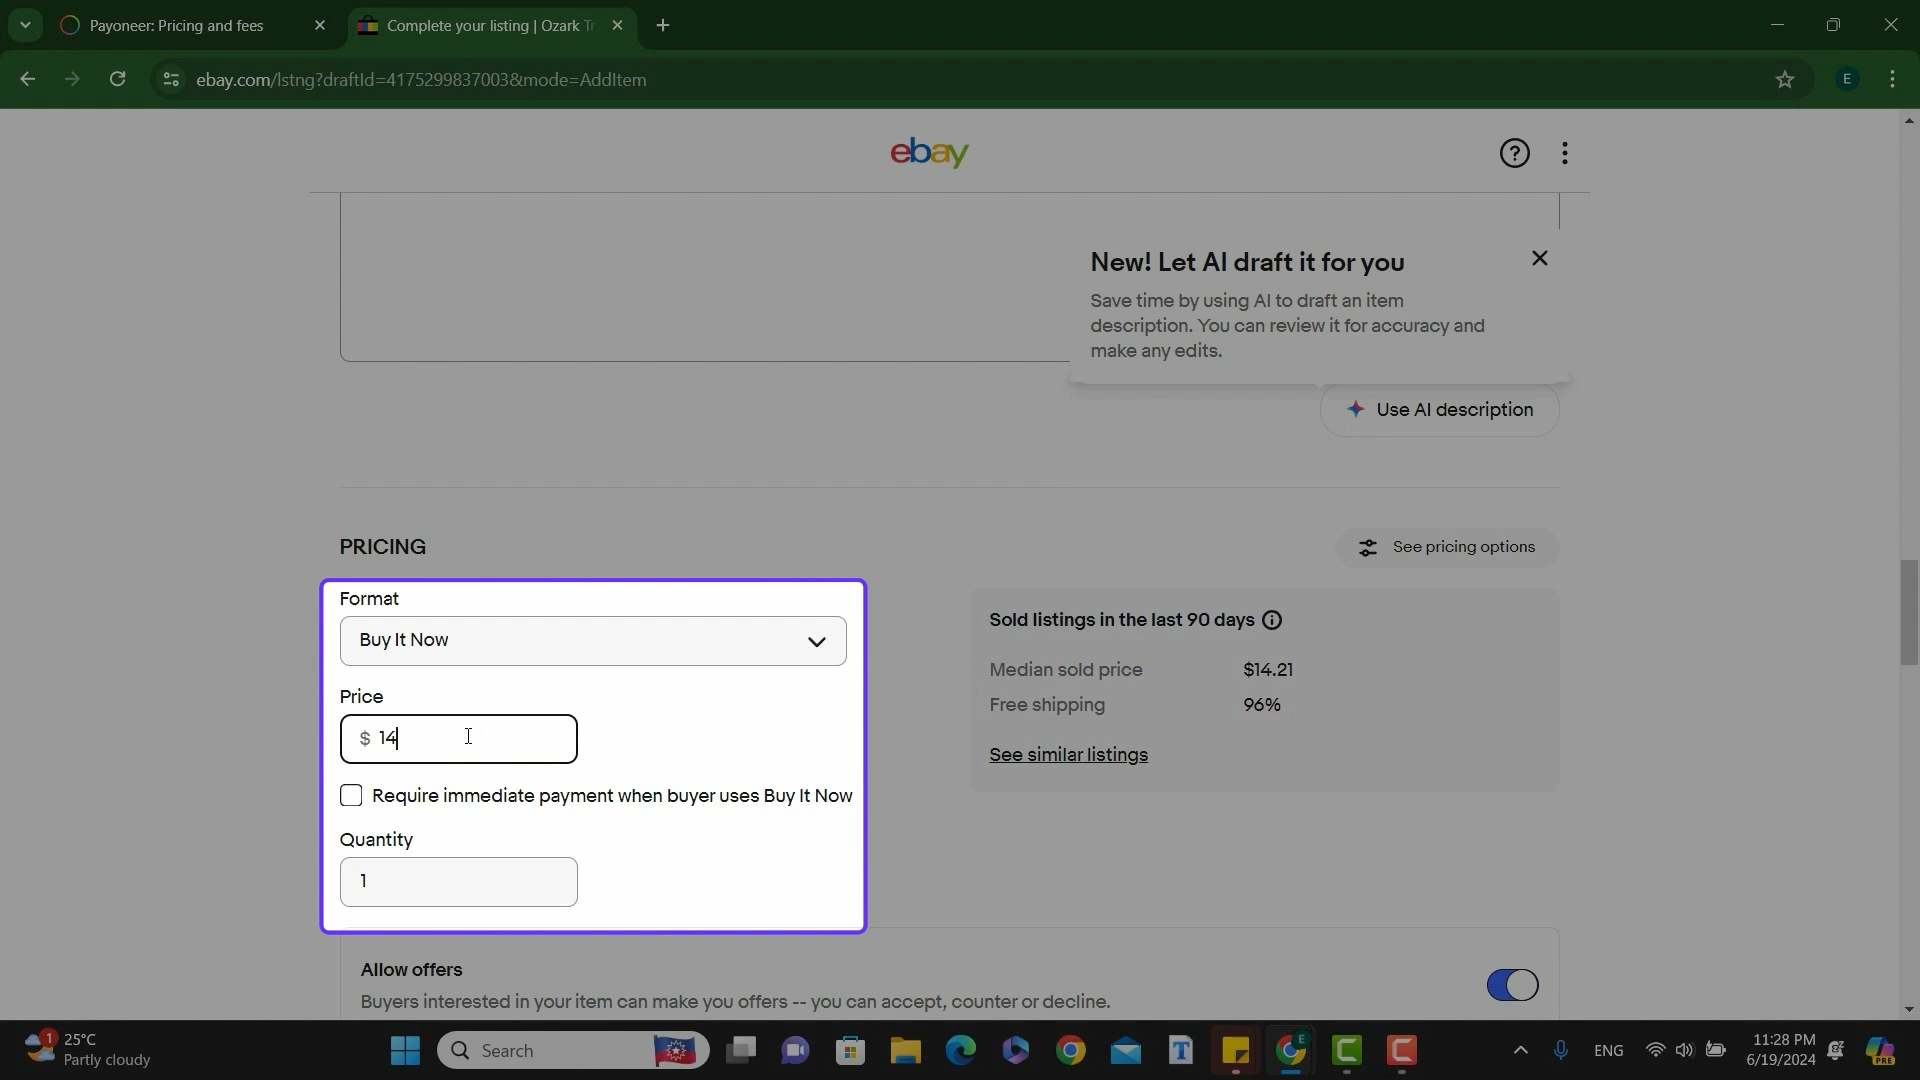 Payoneer: Pricing and fees
Complete your listing | Ozark Tr
ebay.com/lstng?draftId=4175299837003&mode=AddItem
E
ebay
New! Let AI draft it for you
Save time by using AI to draft an item
description. You can review it for accuracy and
make any edits.
Use AI description
PRICING
See pricing options
Format
Buy It Now
Price
$ 14
Require immediate payment when buyer uses Buy It Now
Quantity
1
Sold listings in the last 90 days
Median sold price $14.21
Free shipping 96%
See similar listings
Allow offers
Buyers interested in your item can make you offers -- you can accept, counter or decline.
1
25°C
Partly cloudy
Search
T
E
C
C
ENG
11:28 PM
6/19/2024
PRE